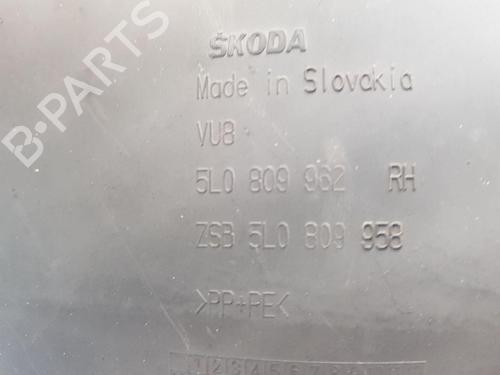 B-PARTS
ŠKODA
Made in Slovakia
VU8
5L0 809 962 RH
ZSB 5L0 809 958
>PP+PE<